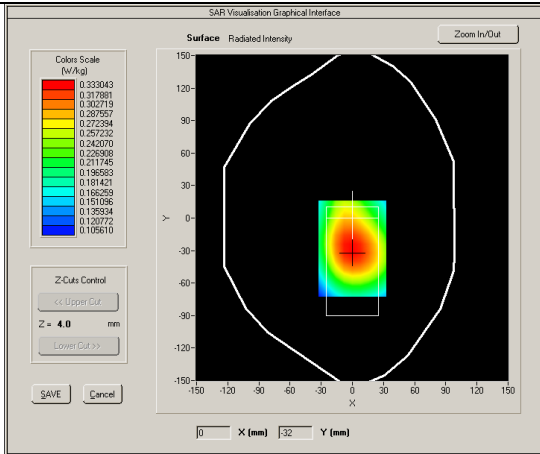 SAR Visualisation Graphical Interface
Surface Radiated Intensity
Zoom In/Out
Colors Scale
(W/kg)
0.333043
0.317881
0.302719
0.287557
0.272394
0.257232
0.242070
0.226908
0.211745
0.196583
0.181421
0.166259
0.151096
0.135934
0.120772
0.105610
Z-Cuts Control
<< Upper Cut
Z = 4.0 mm
Lower Cut >>
SAVE Cancel
150
120
90
60
30
0
-30
-60
-90
-120
-150
Y
-150 -120 -90 -60 -30 0 30 60 90 120 150
X
0 X (mm) -32 Y (mm)